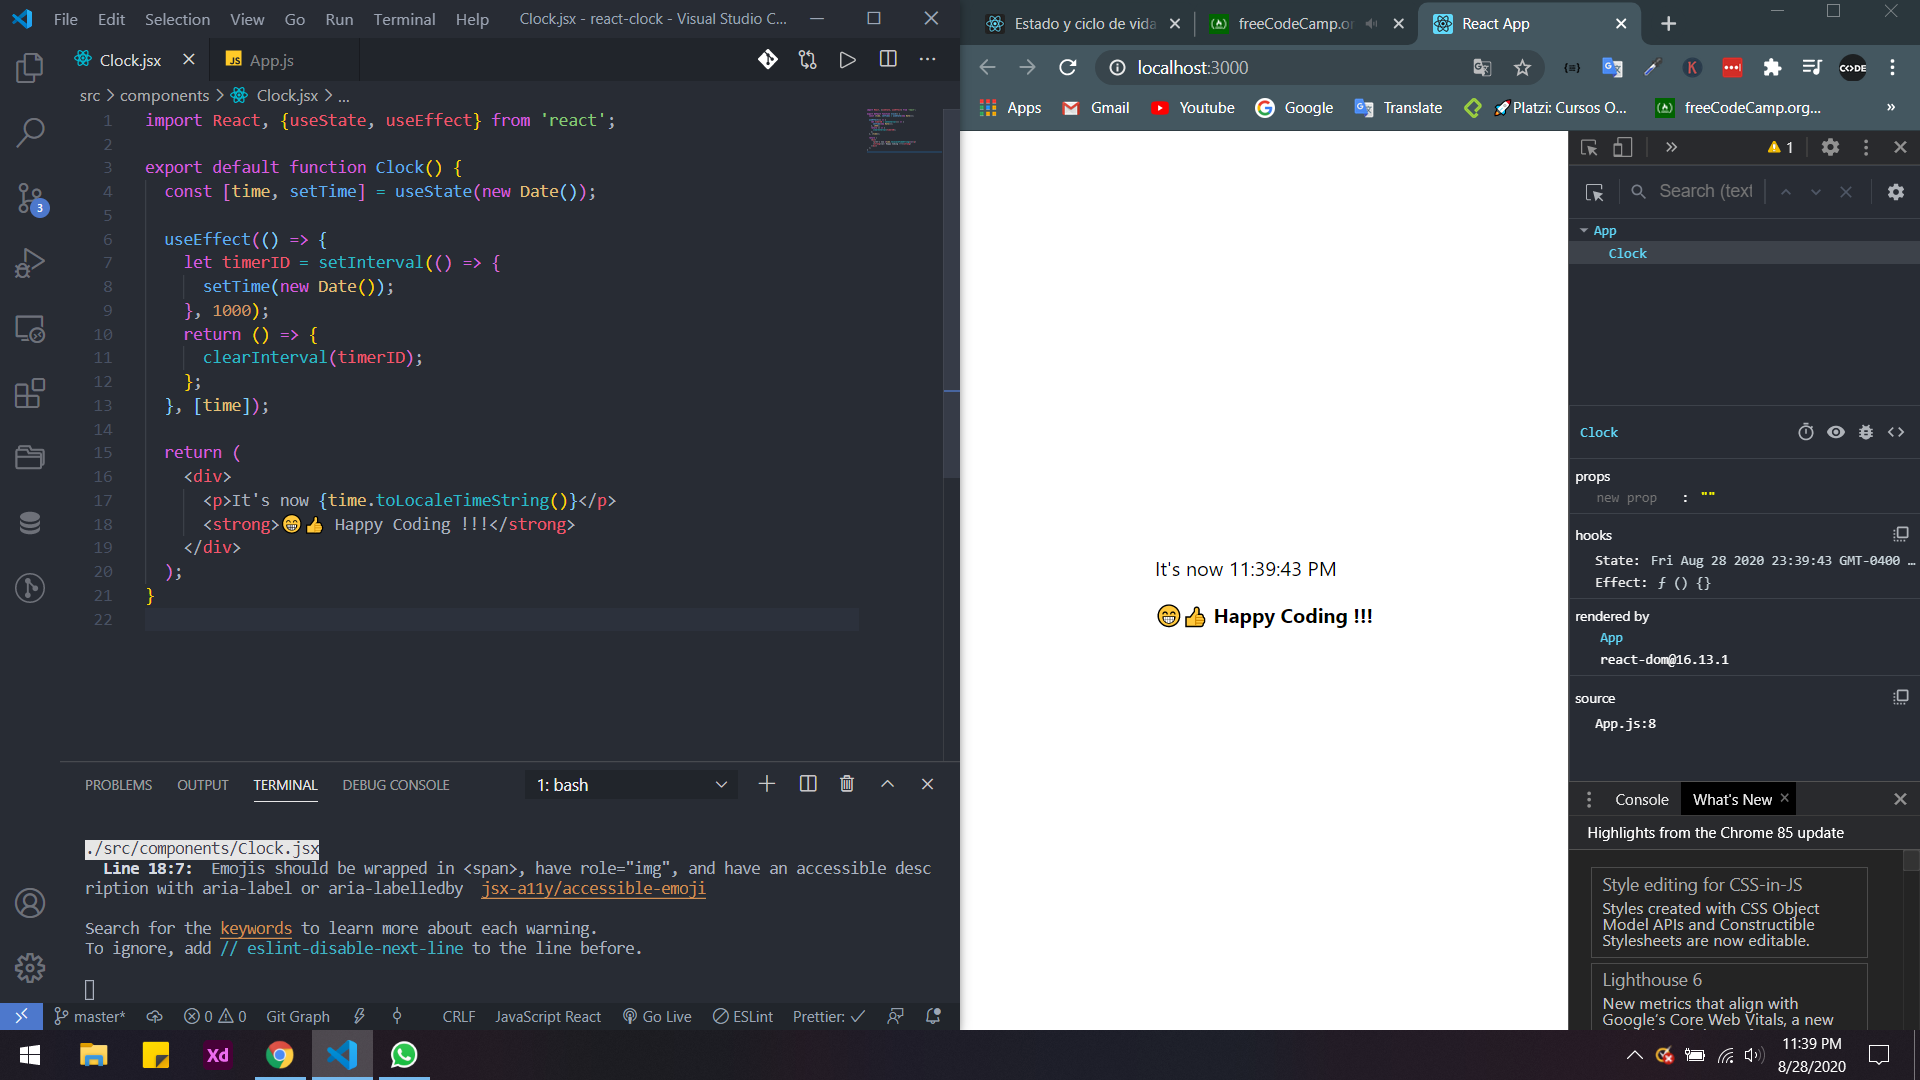 File Edit Selection View Go Run Terminal Help Clock.jsx - react-clock - Visual Studio C...
Clock.jsx JS App.js
src > components > Clock.jsx > ...
1 import React, {useState, useEffect} from 'react';
2
3 export default function Clock() {
4 const [time, setTime] = useState(new Date());
5
6 useEffect(() => {
7 let timerID = setInterval(() => {
8 setTime(new Date());
9 }, 1000);
10 return () => {
11 clearInterval(timerID);
12 };
13 }, [time]);
14
15 return (
16 <div>
17 <p>It's now {time.toLocaleTimeString()}</p>
18 <strong>😁👍 Happy Coding !!!</strong>
19 </div>
20 );
21 }
22
3
PROBLEMS OUTPUT TERMINAL DEBUG CONSOLE 1: bash
./src/components/Clock.jsx
Line 18:7: Emojis should be wrapped in <span>, have role="img", and have an accessible desc
ription with aria-label or aria-labelledby jsx-a11y/accessible-emoji
Search for the keywords to learn more about each warning.
To ignore, add // eslint-disable-next-line to the line before.
master* 0 0 Git Graph CRLF JavaScript React Go Live ESLint Prettier: ✓
Estado y ciclo de vida freeCodeCamp.or React App
localhost:3000
K C<>DE
Apps Gmail Youtube Google Translate 🚀Platzi: Cursos O... freeCodeCamp.org... »
It's now 11:39:43 PM
😁👍 Happy Coding !!!
» 1
Search (text
App
Clock
Clock
props
new prop : ""
hooks
State: Fri Aug 28 2020 23:39:43 GMT-0400 …
Effect: ƒ () {}
rendered by
App
react-dom@16.13.1
source
App.js:8
Console What's New
Highlights from the Chrome 85 update
Style editing for CSS-in-JS
Styles created with CSS Object
Model APIs and Constructible
Stylesheets are now editable.
Lighthouse 6
New metrics that align with
Google's Core Web Vitals, a new
Xd
11:39 PM
8/28/2020